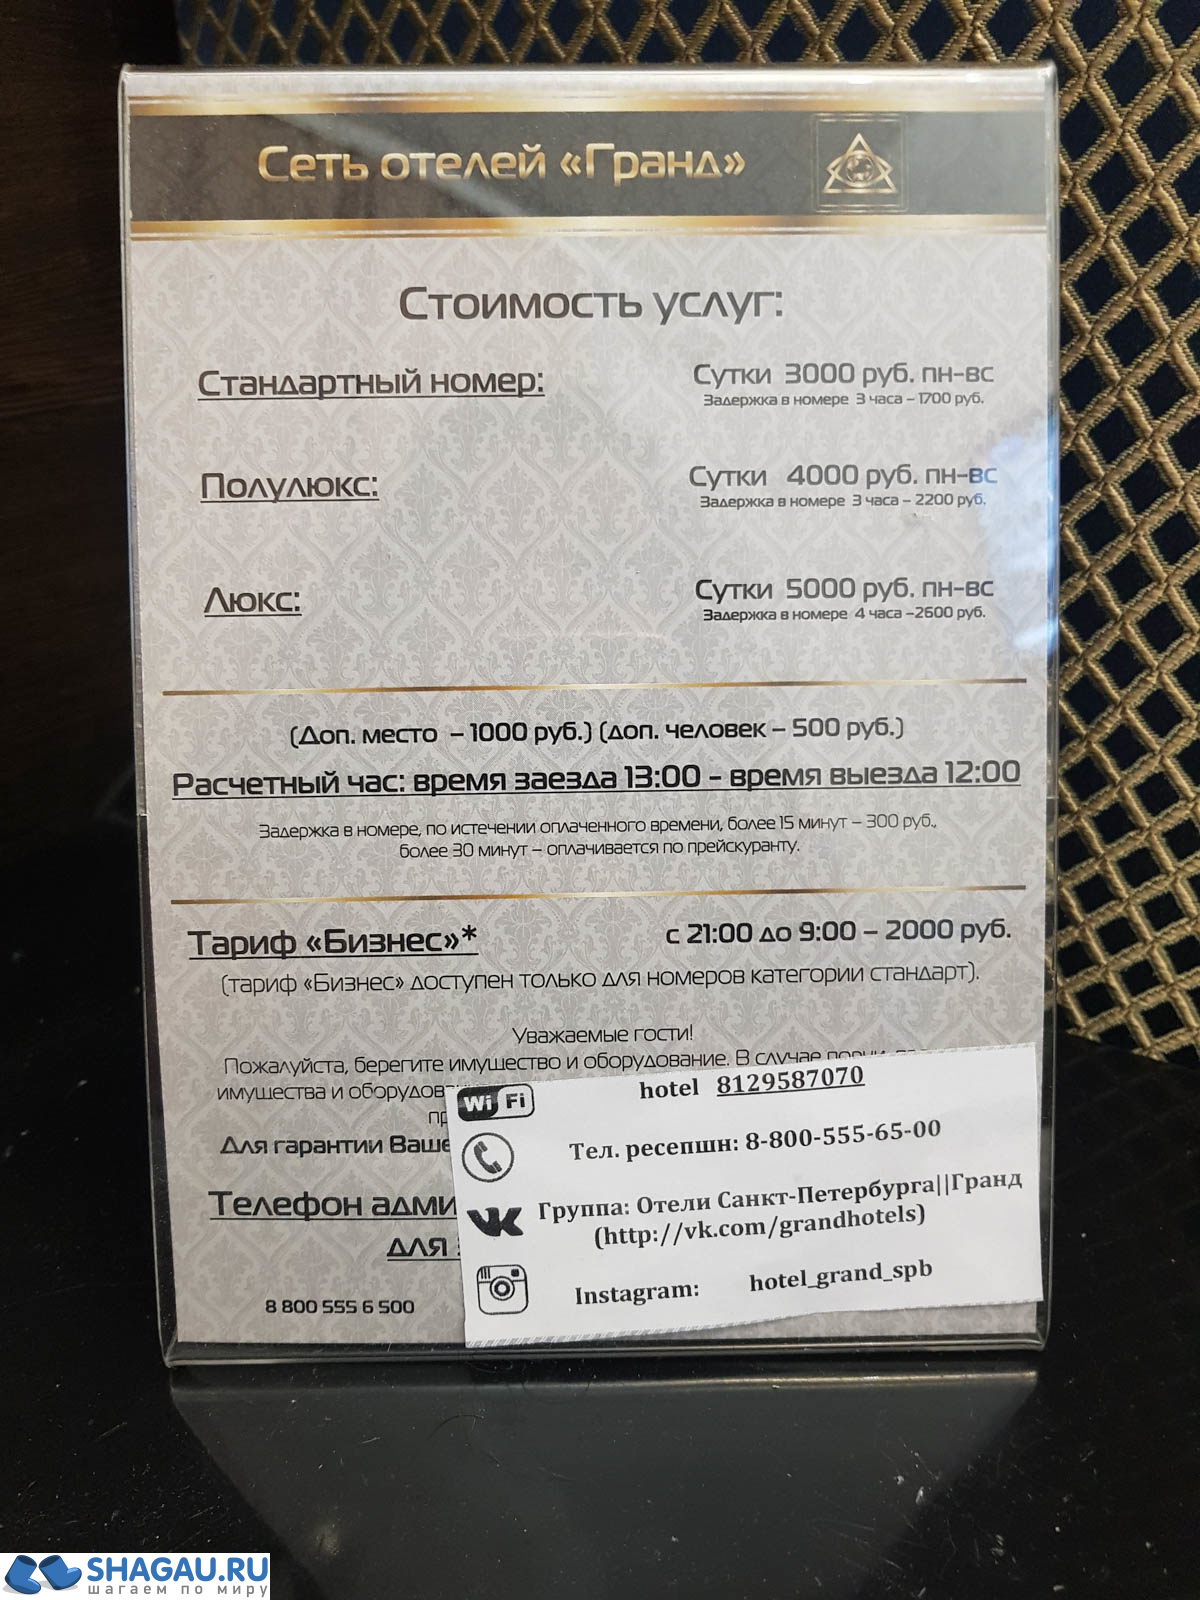 Сеть отелей «Гранд»
Стоимость услуг:
Стандартный номер:
Сутки 3000 руб. пн-вс
Задержка в номере 3 часа – 1700 руб.
Полулюкс:
Сутки 4000 руб. пн-вс
Задержка в номере 3 часа – 2200 руб.
Люкс:
Сутки 5000 руб. пн-вс
Задержка в номере 4 часа –2600 руб.
(Доп. место – 1000 руб.) (доп. человек – 500 руб.)
Расчетный час: время заезда 13:00 - время выезда 12:00
Задержка в номере, по истечении оплаченного времени, более 15 минут – 300 руб.,
более 30 минут – оплачивается по прейскуранту.
Тариф «Бизнес»*
с 21:00 до 9:00 – 2000 руб.
(тариф «Бизнес» доступен только для номеров категории стандарт).
Уважаемые гости!
Пожалуйста, берегите имущество и оборудование. В случае порчи,
имущества и оборудов
пр
Для гарантии Ваше
Телефон адми
для
8 800 555 6 500
Wi Fi
hotel 8129587070
Тел. ресепшн: 8-800-555-65-00
Группа: Отели Санкт-Петербурга||Гранд
(http://vk.com/grandhotels)
Instagram: hotel_grand_spb
SHAGAU.RU
шагаем по миру